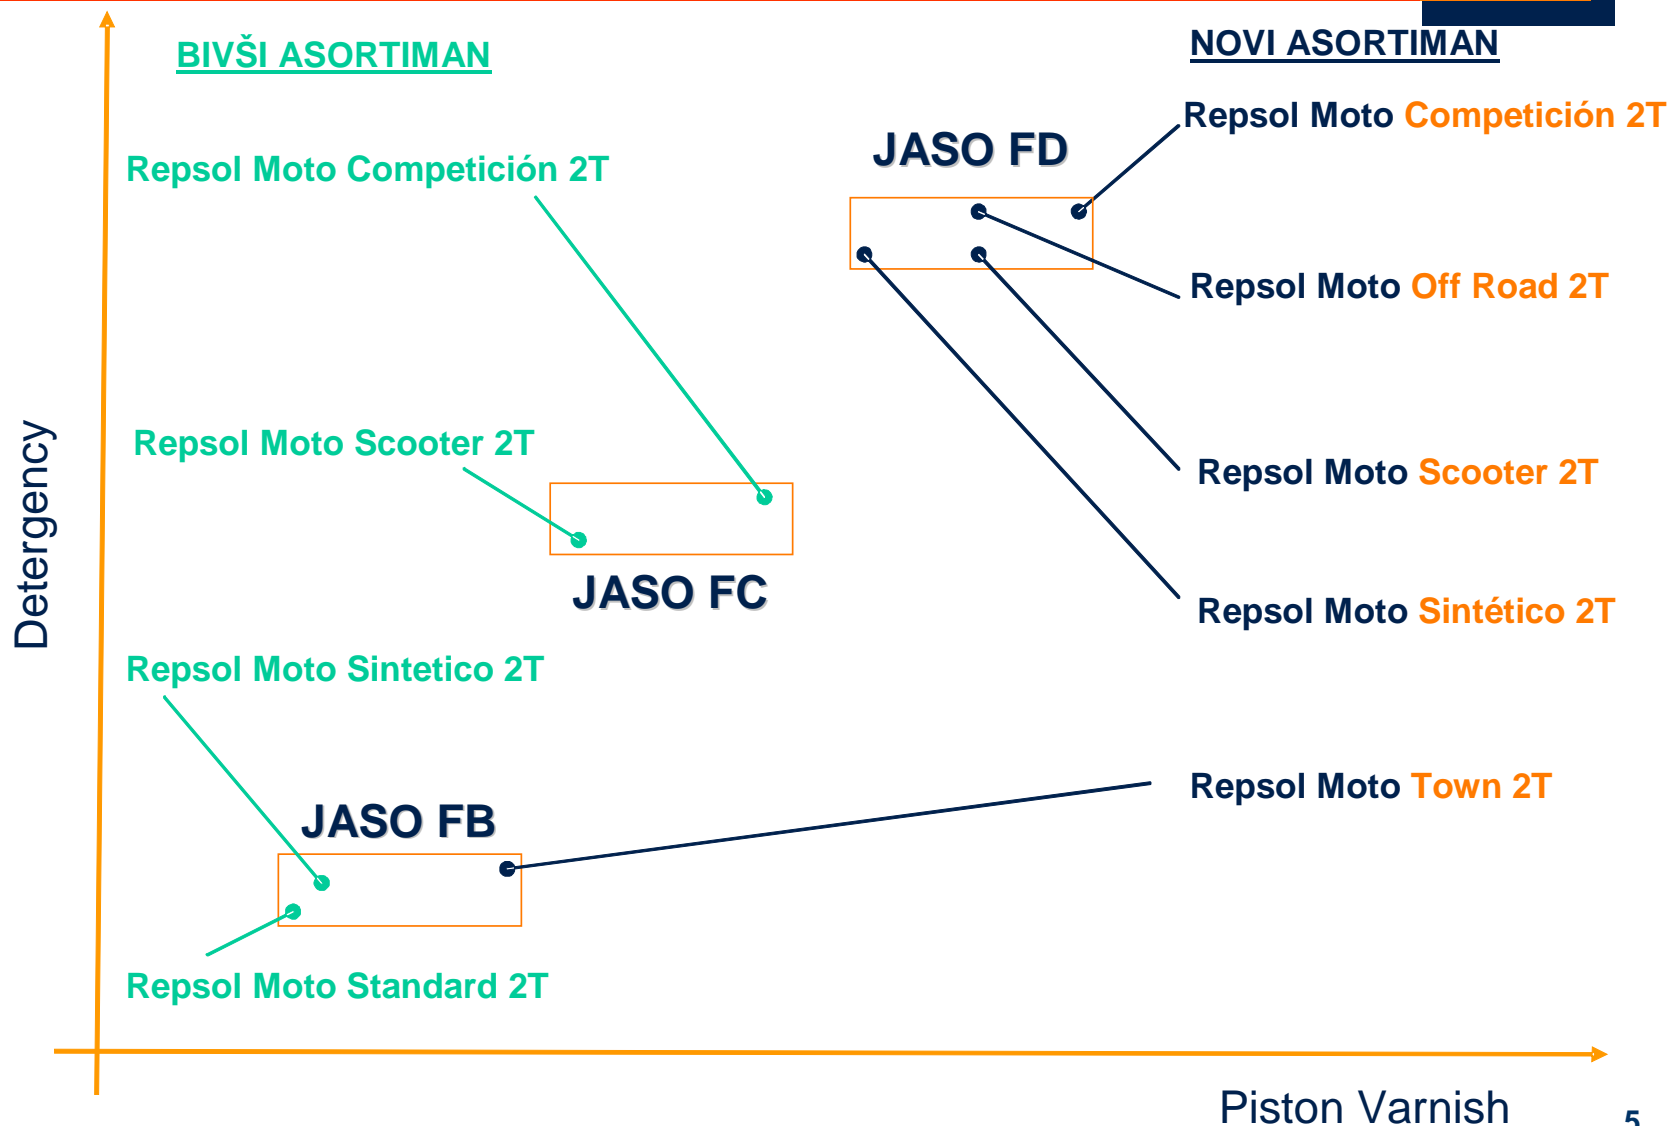 BIVŠI ASORTIMAN
NOVI ASORTIMAN
Repsol Moto Competición 2T
JASO FD
Repsol Moto Competición 2T
Repsol Moto Off Road 2T
Repsol Moto Scooter 2T
Repsol Moto Scooter 2T
JASO FC
Repsol Moto Sintético 2T
Detergency
Repsol Moto Sintetico 2T
Repsol Moto Town 2T
JASO FB
Repsol Moto Standard 2T
Piston Varnish
5